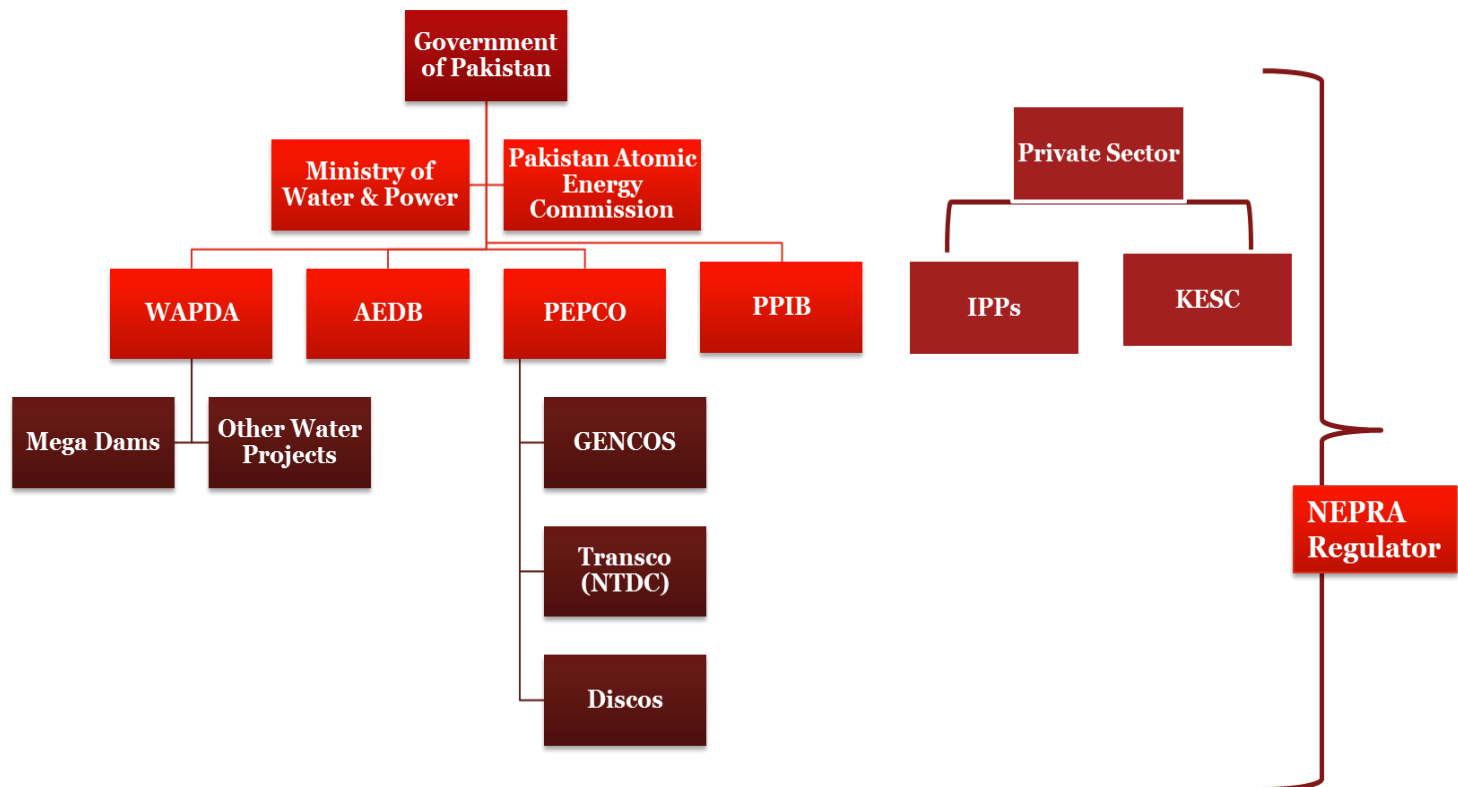 Government
of Pakistan
Ministry of
Water & Power
Pakistan Atomic
Energy
Commission
Private Sector
WAPDA
AEDB
PEPCO
PPIB
IPPs
KESC
Mega Dams
Other Water
Projects
GENCOS
Transco
(NTDC)
Discos
NEPRA
Regulator